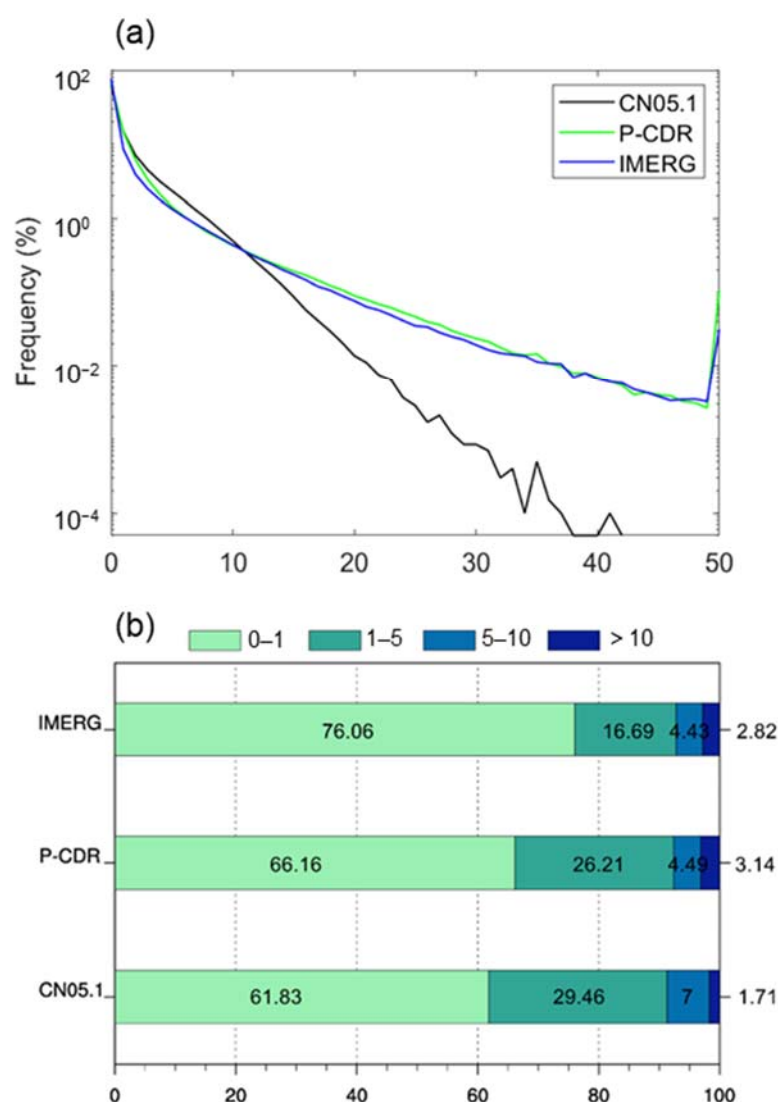 (a)
10²
10⁰
10⁻²
10⁻⁴
Frequency (%)
CN05.1
P-CDR
IMERG
0 10 20 30 40 50
(b)
0–1 1–5 5–10 > 10
IMERG 76.06 16.69 4.43 2.82
P-CDR 66.16 26.21 4.49 3.14
CN05.1 61.83 29.46 7 1.71
0 20 40 60 80 100